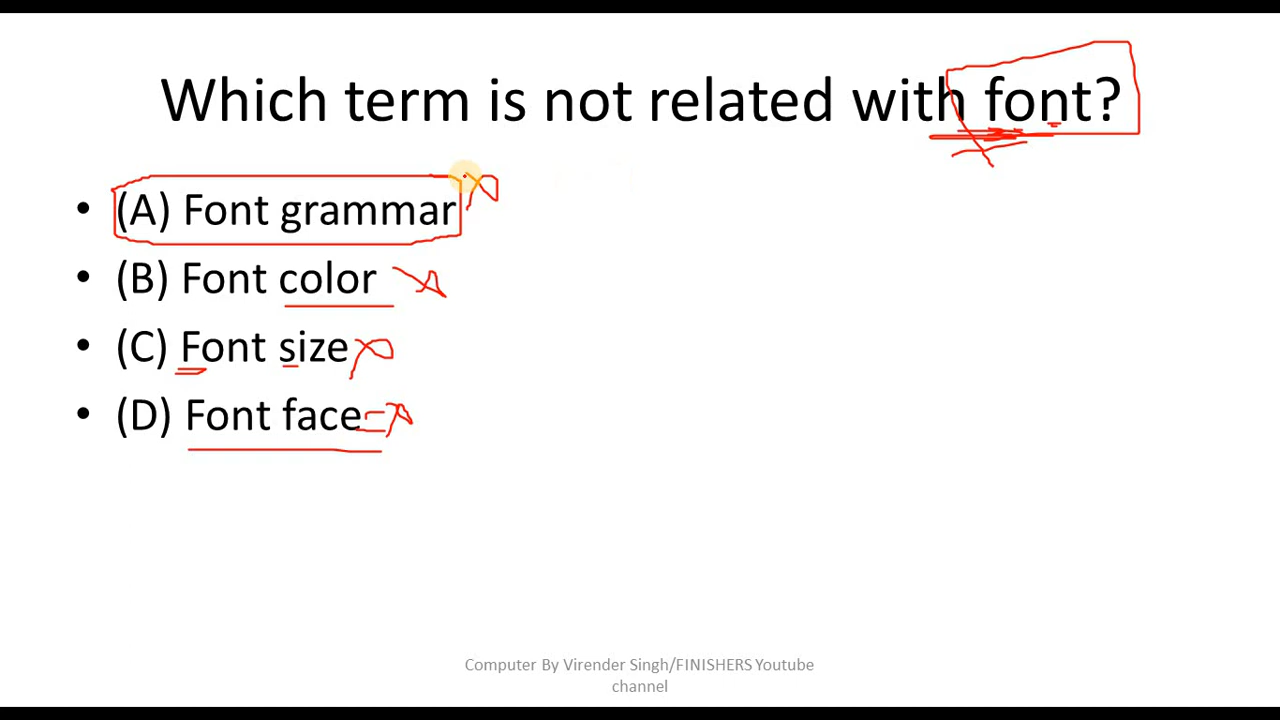 Which term is not related with font?
• (A) Font grammar
• (B) Font color
• (C) Font size
• (D) Font face
Computer By Virender Singh/FINISHERS Youtube
channel